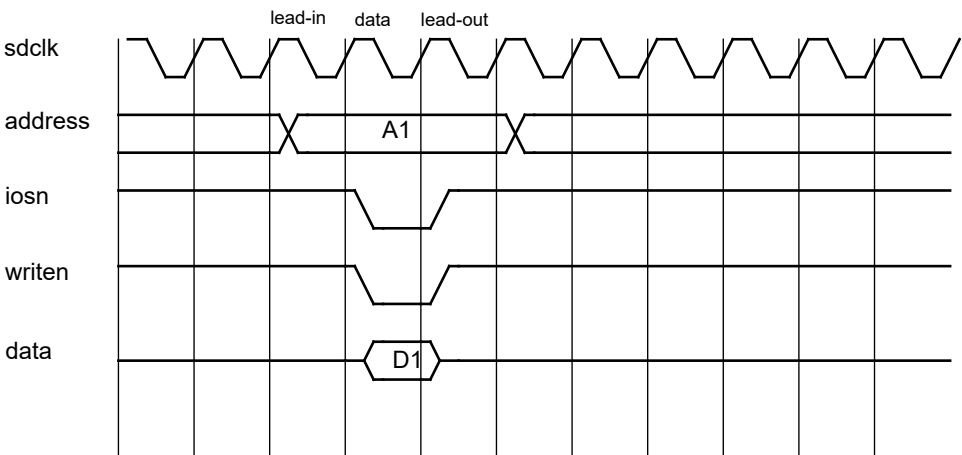 lead-in data lead-out
sdclk
address
A1
iosn
writen
data
D1